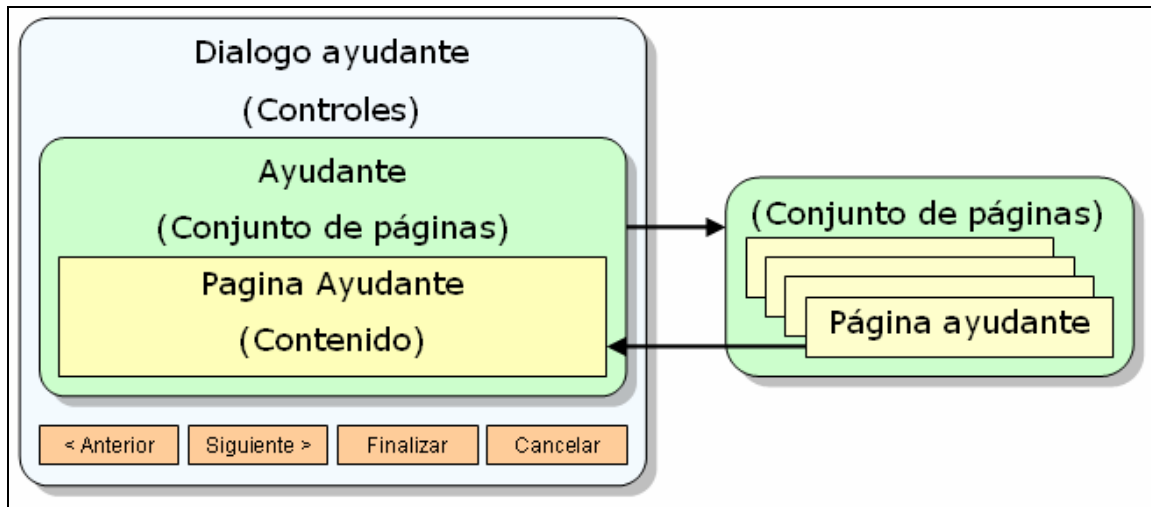 Dialogo ayudante
(Controles)
Ayudante
(Conjunto de páginas)
Pagina Ayudante
(Contenido)
< Anterior
Siguiente >
Finalizar
Cancelar
(Conjunto de páginas)
Página ayudante